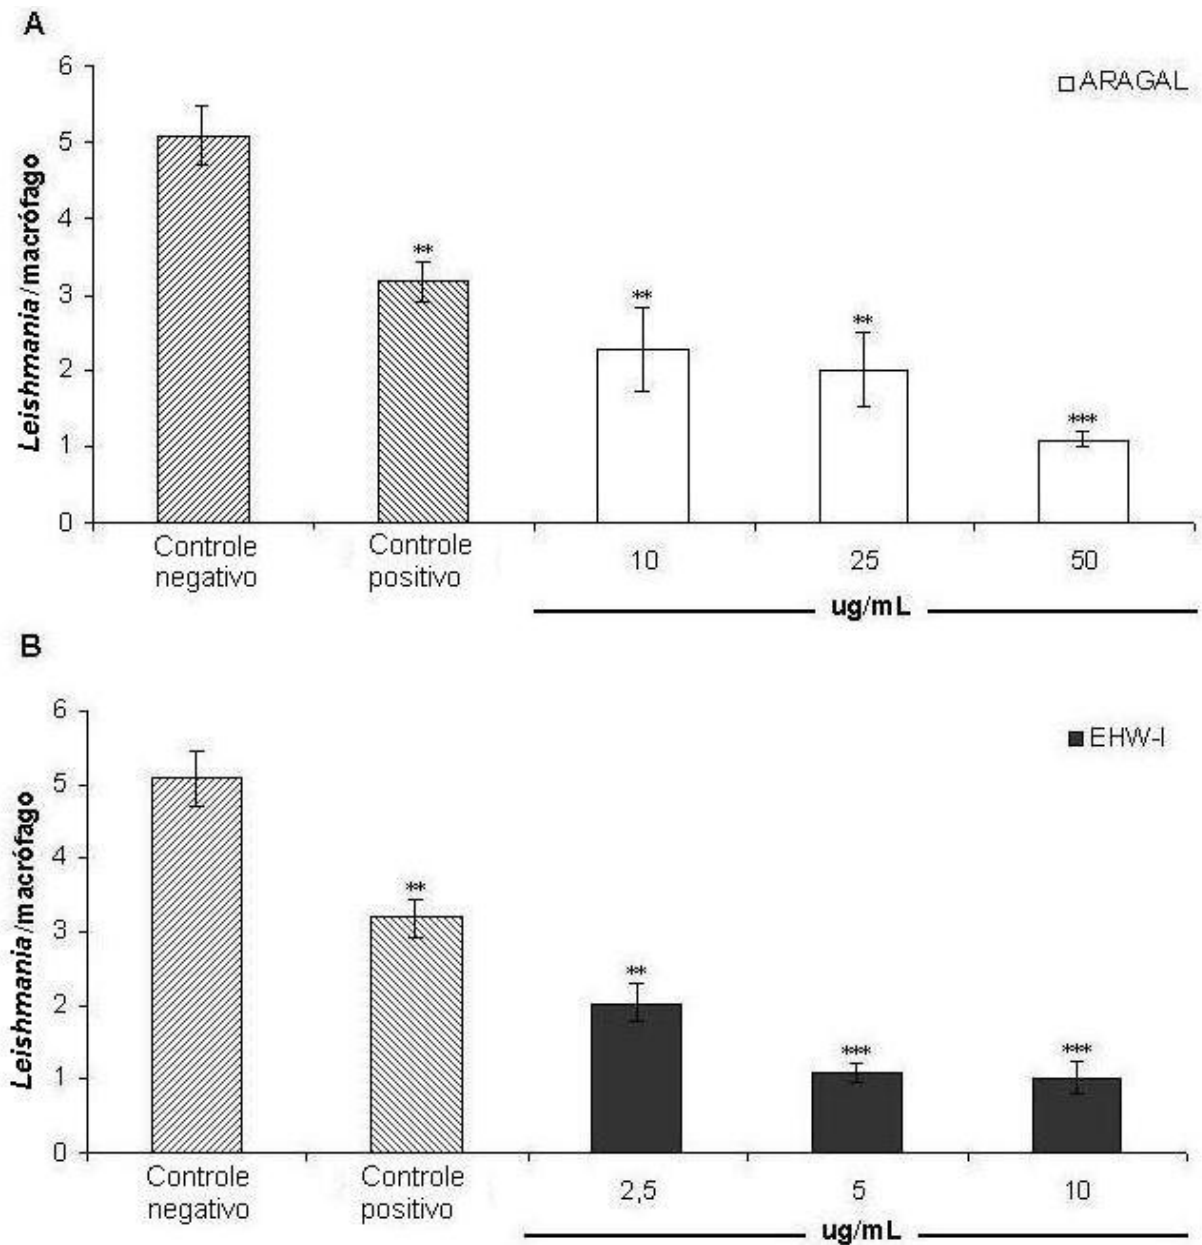 A
6
ARAGAL
5
4
**
3
**
**
2
***
1
0
Leishmania/macrófago
Controle
negativo
Controle
positivo
10
25
50
ug/mL
B
6
EHW-I
5
4
**
3
**
2
***
***
1
0
Leishmania/macrófago
Controle
negativo
Controle
positivo
2,5
5
10
ug/mL